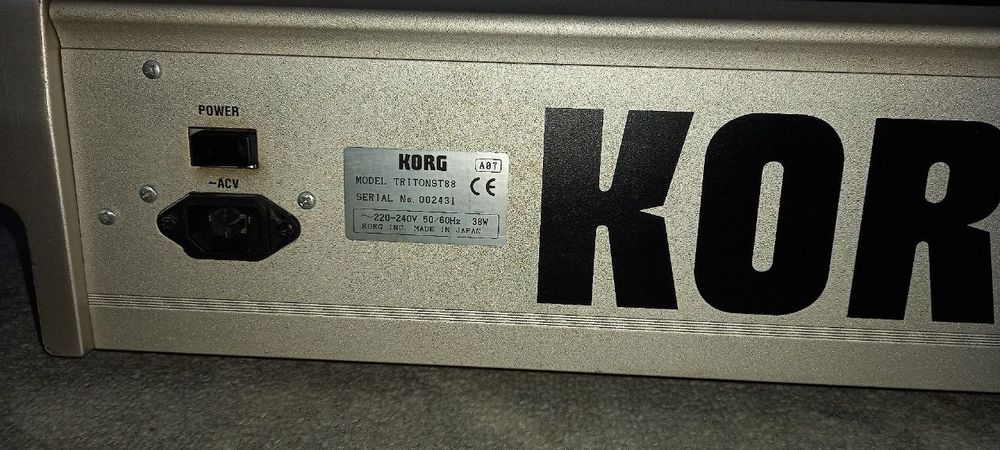 POWER
~ACV
KORG A07
MODEL TRITONST88 CE
SERIAL No. 002431
~220-240V 50/60Hz 38W
KORG INC. MADE IN JAPAN
KOR